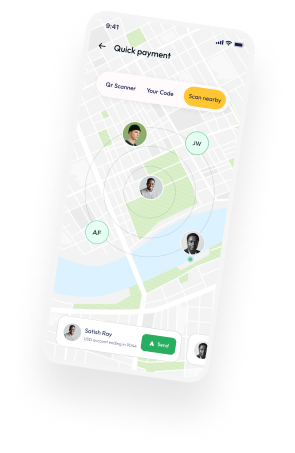 9:41
Quick payment
Qr Scanner
Your Code
Scan nearby
JW
AF
Satish Ray
USD account ending in
Send